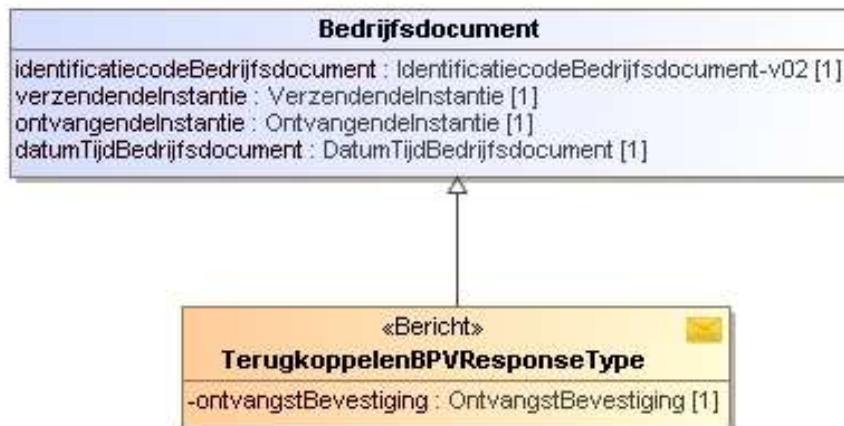 Bedrijfsdocument
identificatiecodeBedrijfsdocument : IdentificatiecodeBedrijfsdocument-v02 [1]
verzendendeInstantie : VerzendendeInstantie [1]
ontvangendeInstantie : OntvangendeInstantie [1]
datumTijdBedrijfsdocument : DatumTijdBedrijfsdocument [1]
«Bericht»
TerugkoppelenBPVResponseType
-ontvangstBevestiging : OntvangstBevestiging [1]